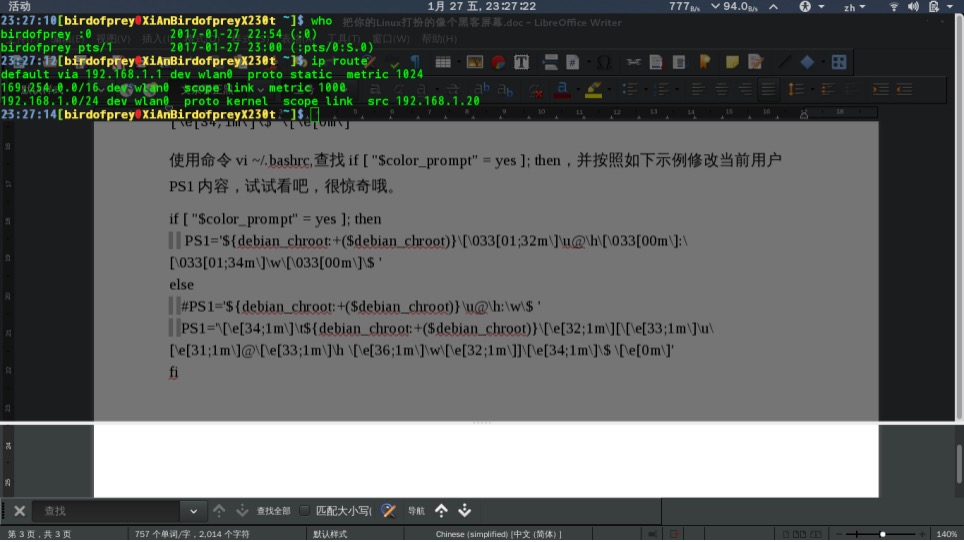 活动
1月 27 五, 23∶27∶22
777B/s 94.0B/s zh
把你的Linux打扮的像个黑客屏幕.doc – LibreOffice Writer
23:27:10[birdofprey@XiAnBirdofpreyX230t ~]$ who
birdofprey :0 2017-01-27 22:54 (:0)
birdofprey pts/1 2017-01-27 23:00 (:pts/0:S.0)
23:27:12[birdofprey@XiAnBirdofpreyX230t ~]$ ip route
default via 192.168.1.1 dev wlan0 proto static metric 1024
169.254.0.0/16 dev wlan0 scope link metric 1000
192.168.1.0/24 dev wlan0 proto kernel scope link src 192.168.1.20
23:27:14[birdofprey@XiAnBirdofpreyX230t ~]$
[\e[34;1m\]\$ \[\e[0m\]
使用命令 vi ~/.bashrc,查找 if [ "$color_prompt" = yes ]; then，并按照如下示例修改当前用户
PS1 内容，试试看吧，很惊奇哦。
if [ "$color_prompt" = yes ]; then
PS1='${debian_chroot:+($debian_chroot)}\[\033[01;32m\]\u@\h\[\033[00m\]:\
[\033[01;34m\]\w\[\033[00m\]\$ '
else
#PS1='${debian_chroot:+($debian_chroot)}\u@\h:\w\$ '
PS1='\[\e[34;1m\]\t${debian_chroot:+($debian_chroot)}\[\e[32;1m\][\[\e[33;1m\]\u\
[\e[31;1m\]@\[\e[33;1m\]\h \[\e[36;1m\]\w\[\e[32;1m\]]\[\e[34;1m\]\$ \[\e[0m\]'
fi
查找 查找全部 匹配大小写( 导航
第 3 页，共 3 页 757 个单词/字，2,014 个字符 默认样式 Chinese (simplified) [中文 (简体) ] 140%